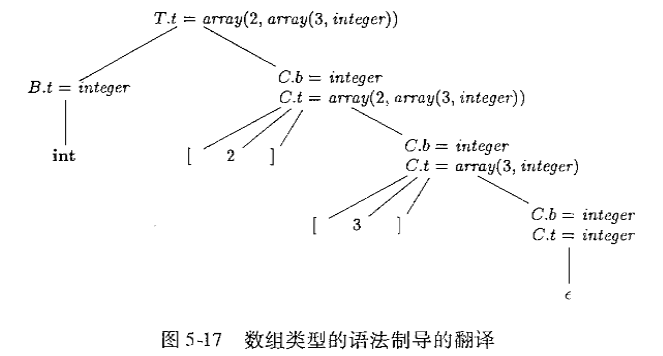 T.t = array(2, array(3, integer))
B.t = integer
C.b = integer
C.t = array(2, array(3, integer))
int
[ 2 ]
C.b = integer
C.t = array(3, integer)
[ 3 ]
C.b = integer
C.t = integer
ϵ
图 5-17 数组类型的语法制导的翻译